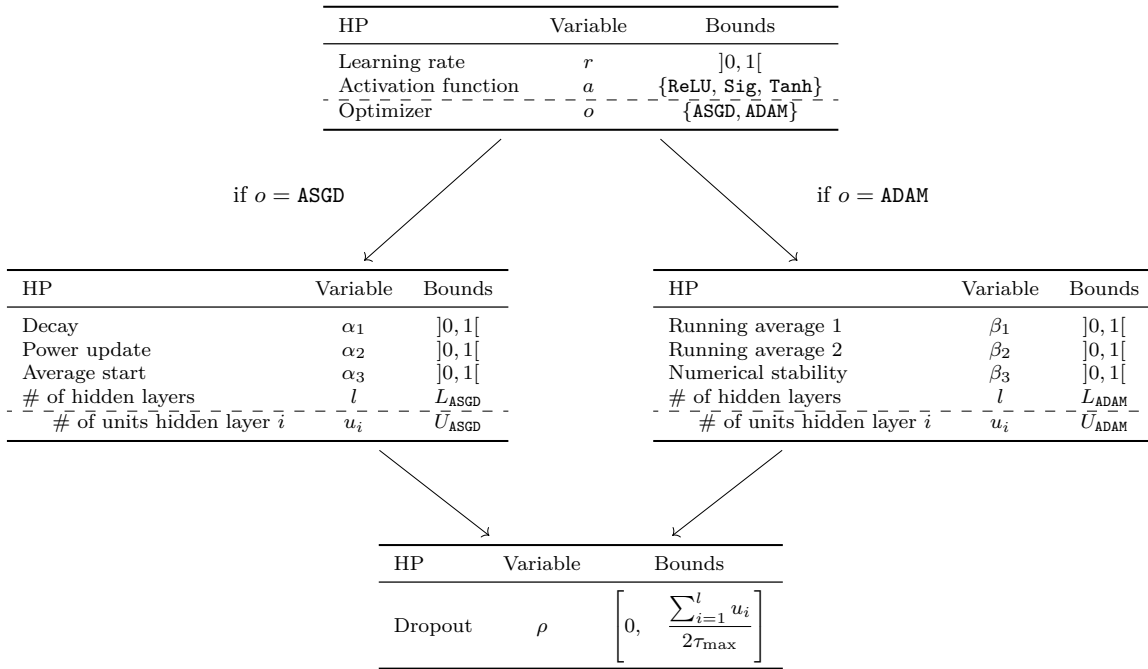 HP Variable Bounds
Learning rate r ]0, 1[
Activation function a {ReLU, Sig, Tanh}
Optimizer o {ASGD, ADAM}
if o = ASGD
if o = ADAM
HP Variable Bounds
Decay α₁ ]0, 1[
Power update α₂ ]0, 1[
Average start α₃ ]0, 1[
# of hidden layers l L_ASGD
# of units hidden layer i u_i U_ASGD
HP Variable Bounds
Running average 1 β₁ ]0, 1[
Running average 2 β₂ ]0, 1[
Numerical stability β₃ ]0, 1[
# of hidden layers l L_ADAM
# of units hidden layer i u_i U_ADAM
HP Variable Bounds
Dropout ρ [0, \frac{\sum_{i=1}^{l} u_i}{2τ_max}]